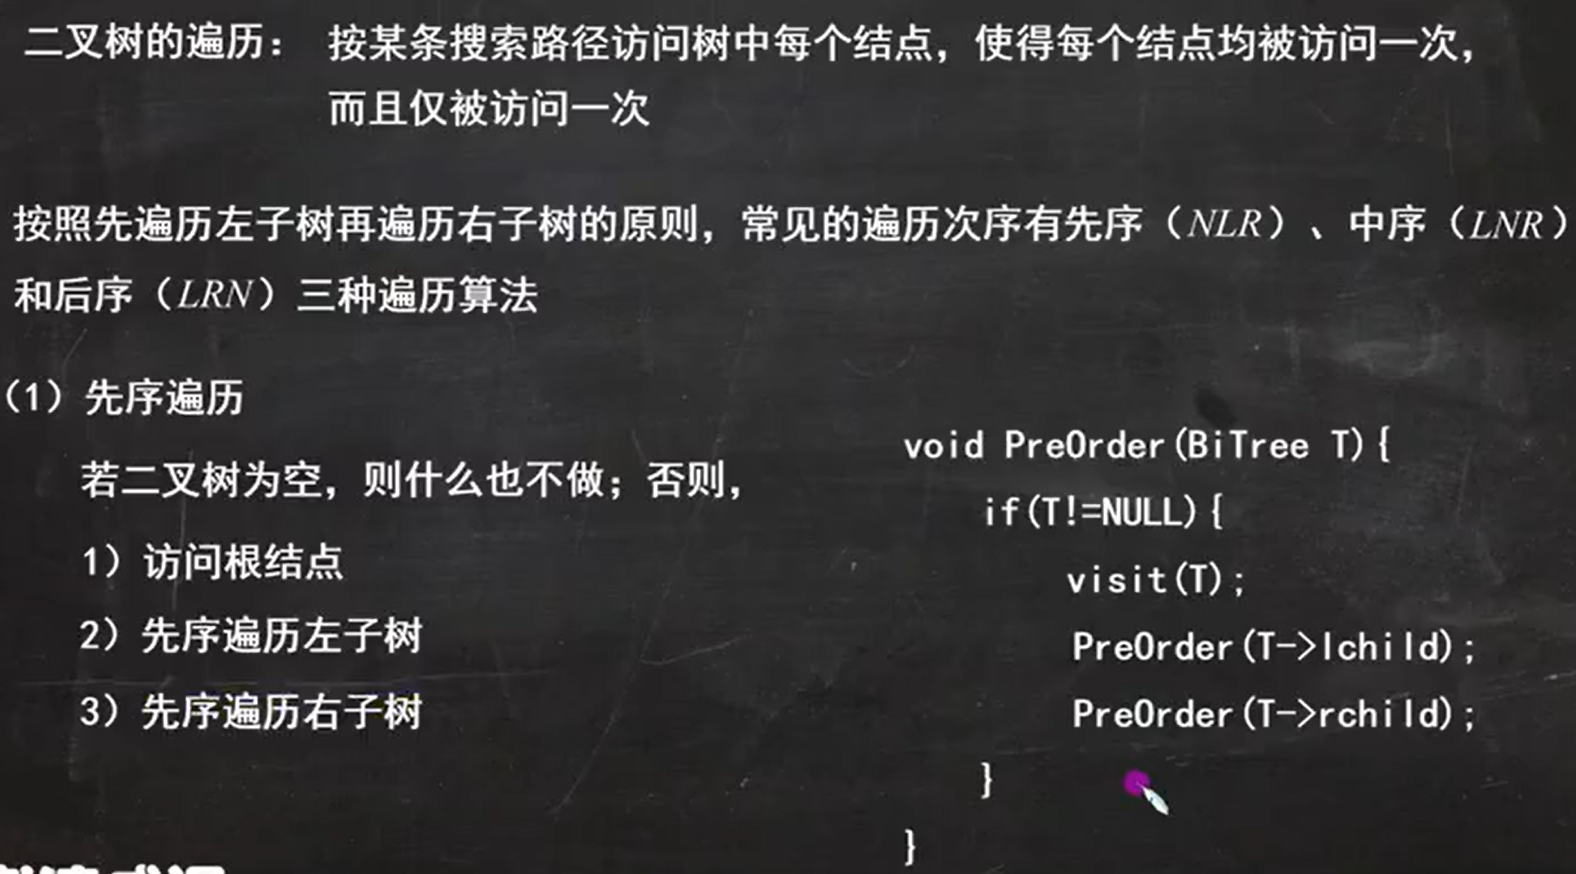 二叉树的遍历： 按某条搜索路径访问树中每个结点，使得每个结点均被访问一次，
而且仅被访问一次
按照先遍历左子树再遍历右子树的原则，常见的遍历次序有先序（NLR）、中序（LNR）
和后序（LRN）三种遍历算法
（1）先序遍历
若二叉树为空，则什么也不做；否则，
1）访问根结点
2）先序遍历左子树
3）先序遍历右子树
void PreOrder(BiTree T){
if(T!=NULL){
visit(T);
PreOrder(T->lchild);
PreOrder(T->rchild);
}
}